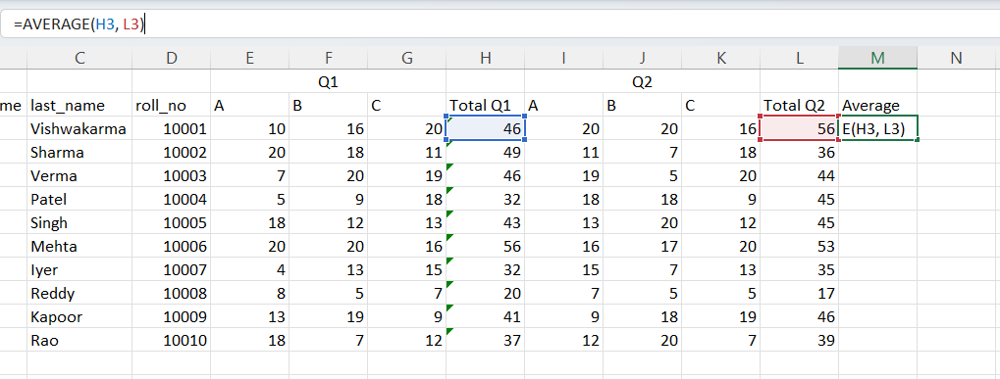 =AVERAGE(H3, L3)
C D E F G H I J K L M N
Q1 Q2
me last_name roll_no A B C Total Q1 A B C Total Q2 Average
Vishwakarma 10001 10 16 20 46 20 20 16 56 E(H3, L3)
Sharma 10002 20 18 11 49 11 7 18 36
Verma 10003 7 20 19 46 19 5 20 44
Patel 10004 5 9 18 32 18 18 9 45
Singh 10005 18 12 13 43 13 20 12 45
Mehta 10006 20 20 16 56 16 17 20 53
Iyer 10007 4 13 15 32 15 7 13 35
Reddy 10008 8 5 7 20 7 5 5 17
Kapoor 10009 13 19 9 41 9 18 19 46
Rao 10010 18 7 12 37 12 20 7 39